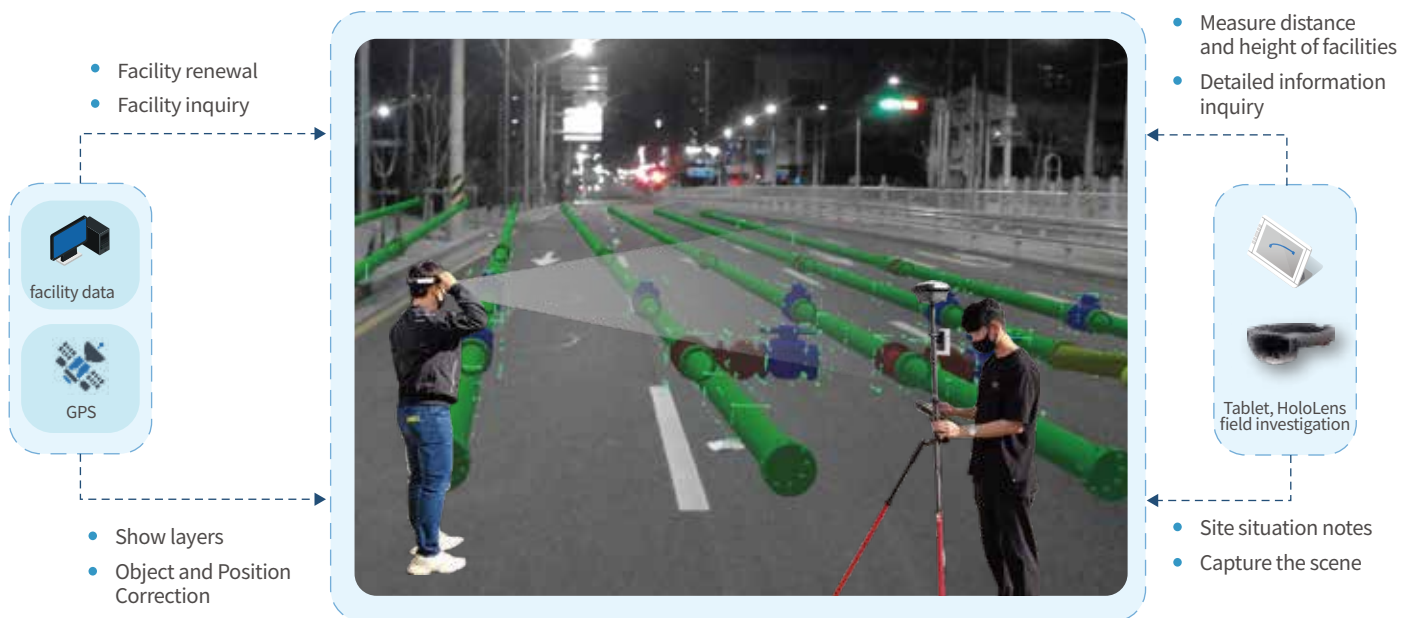 Facility renewal
Facility inquiry
facility data
GPS
Show layers
Object and Position
Correction
Measure distance
and height of facilities
Detailed information
inquiry
Tablet, HoloLens
field investigation
Site situation notes
Capture the scene